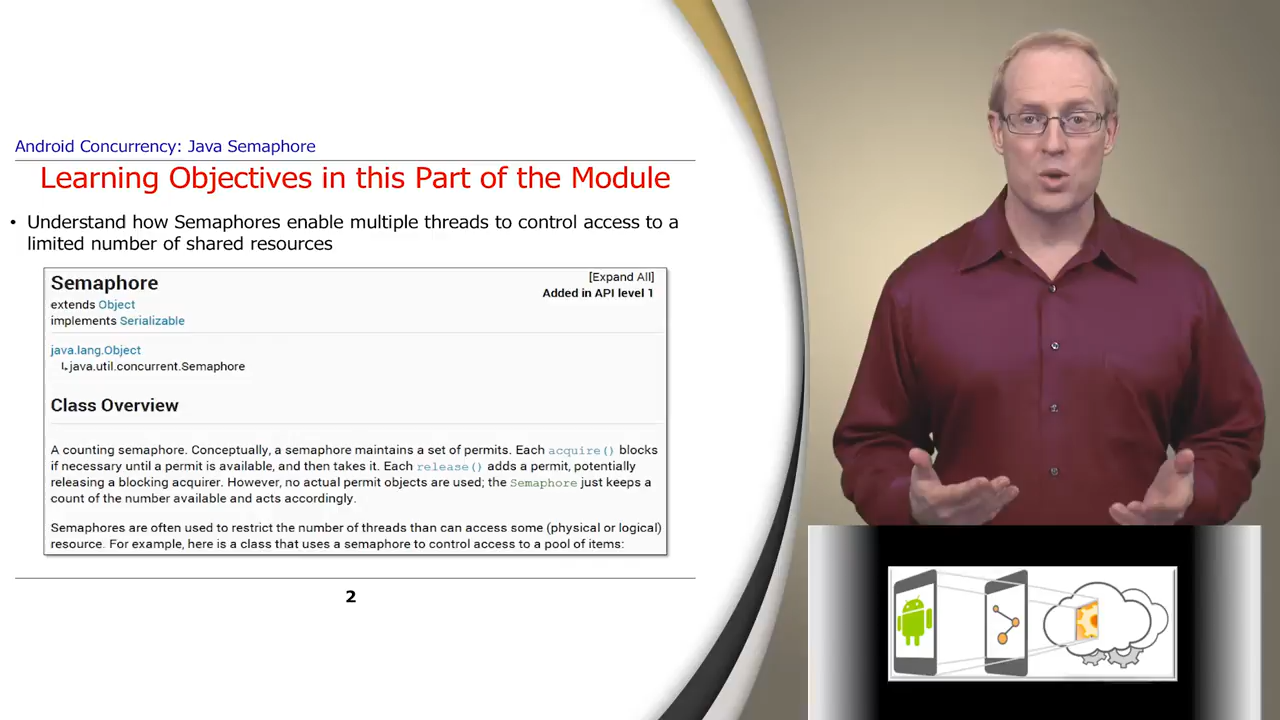 Android Concurrency: Java Semaphore
Learning Objectives in this Part of the Module
• Understand how Semaphores enable multiple threads to control access to a
limited number of shared resources
Semaphore
[Expand All]
extends Object
Added in API level 1
implements Serializable
java.lang.Object
↳java.util.concurrent.Semaphore
Class Overview
A counting semaphore. Conceptually, a semaphore maintains a set of permits. Each acquire() blocks
if necessary until a permit is available, and then takes it. Each release() adds a permit, potentially
releasing a blocking acquirer. However, no actual permit objects are used; the Semaphore just keeps a
count of the number available and acts accordingly.
Semaphores are often used to restrict the number of threads than can access some (physical or logical)
resource. For example, here is a class that uses a semaphore to control access to a pool of items:
2